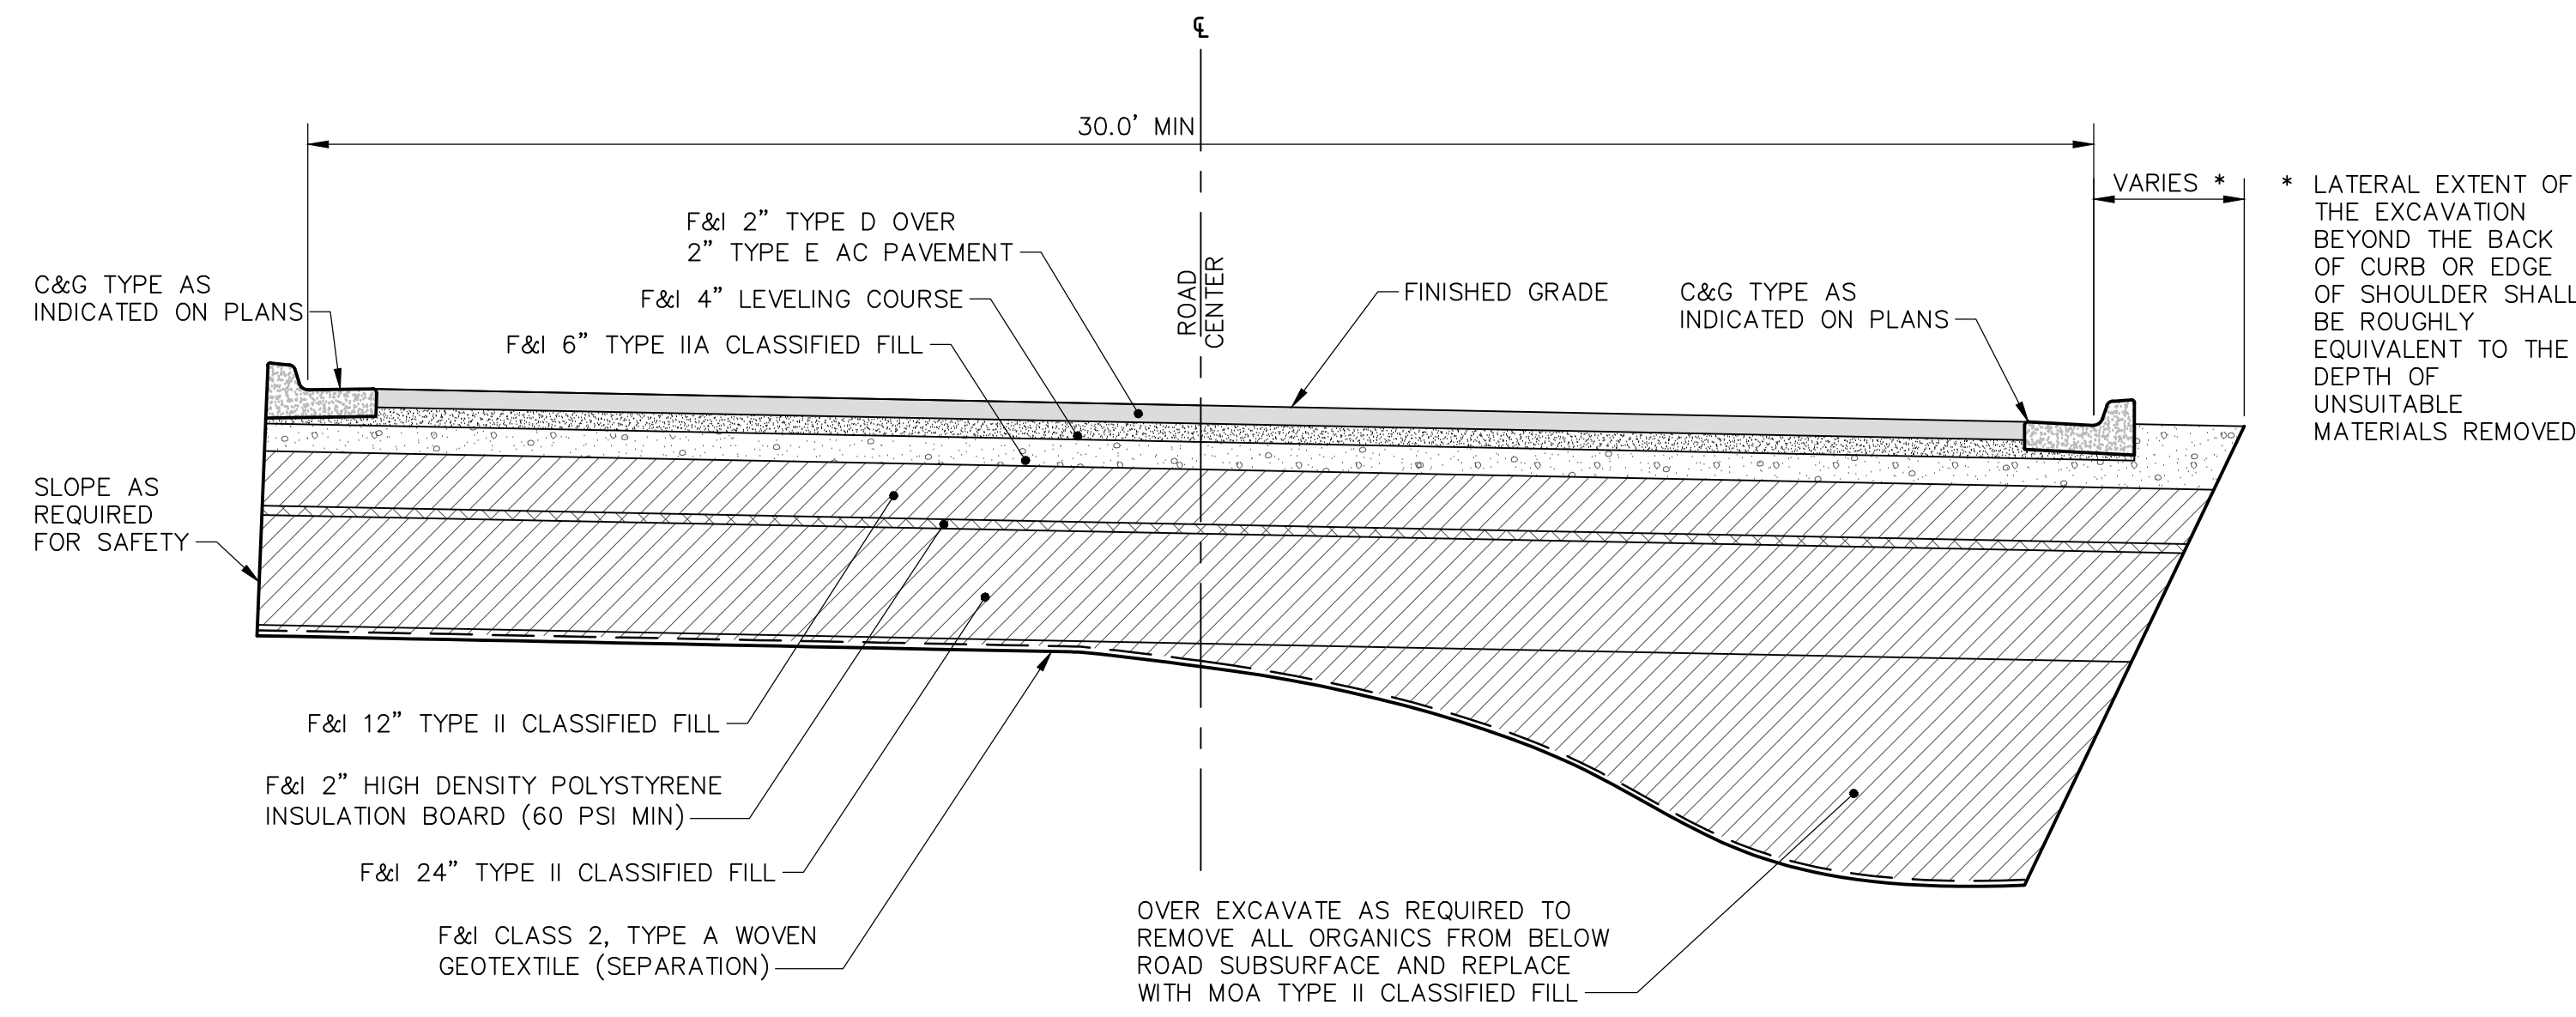 ℄
30.0' MIN
VARIES *
* LATERAL EXTENT OF
THE EXCAVATION
BEYOND THE BACK
OF CURB OR EDGE
OF SHOULDER SHALL
BE ROUGHLY
EQUIVALENT TO THE
DEPTH OF
UNSUITABLE
MATERIALS REMOVED
F&I 2" TYPE D OVER
2" TYPE E AC PAVEMENT
F&I 4" LEVELING COURSE
F&I 6" TYPE IIA CLASSIFIED FILL
C&G TYPE AS
INDICATED ON PLANS
ROAD
CENTER
FINISHED GRADE
C&G TYPE AS
INDICATED ON PLANS
SLOPE AS
REQUIRED
FOR SAFETY
F&I 12" TYPE II CLASSIFIED FILL
F&I 2" HIGH DENSITY POLYSTYRENE
INSULATION BOARD (60 PSI MIN)
F&I 24" TYPE II CLASSIFIED FILL
F&I CLASS 2, TYPE A WOVEN
GEOTEXTILE (SEPARATION)
OVER EXCAVATE AS REQUIRED TO
REMOVE ALL ORGANICS FROM BELOW
ROAD SUBSURFACE AND REPLACE
WITH MOA TYPE II CLASSIFIED FILL